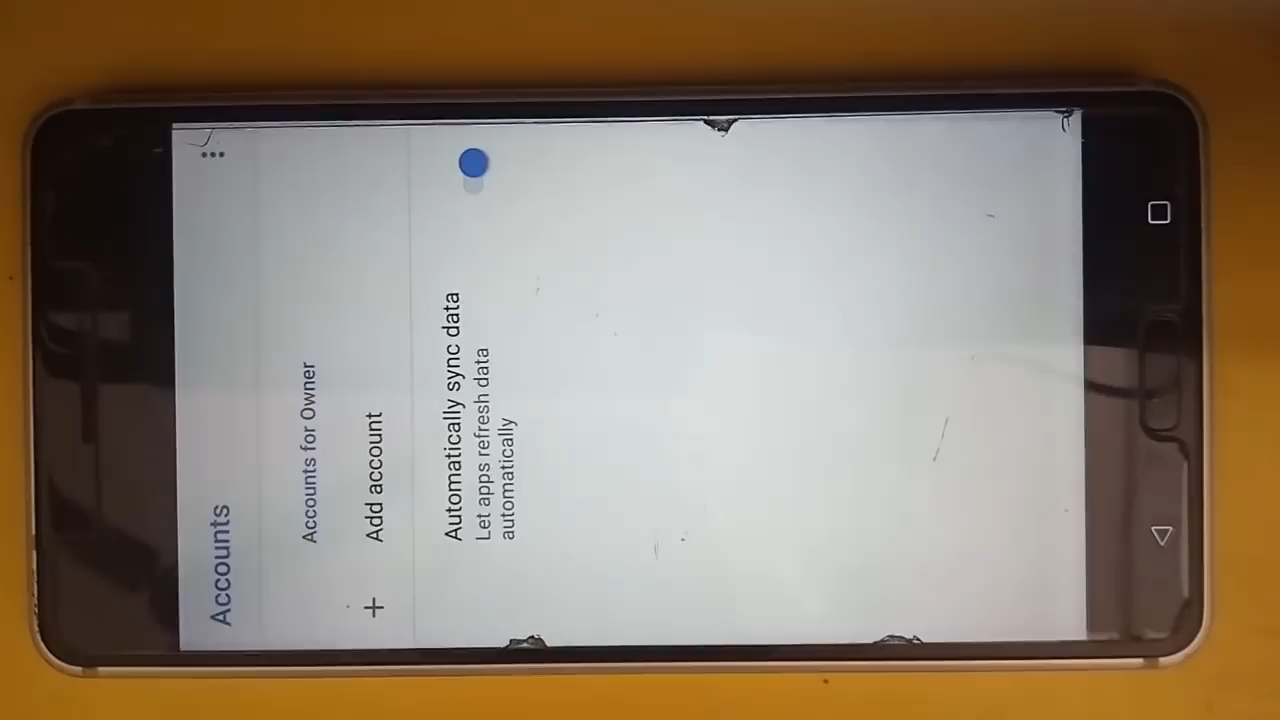 Accounts
Accounts for Owner
Add account
Automatically sync data
Let apps refresh data
automatically